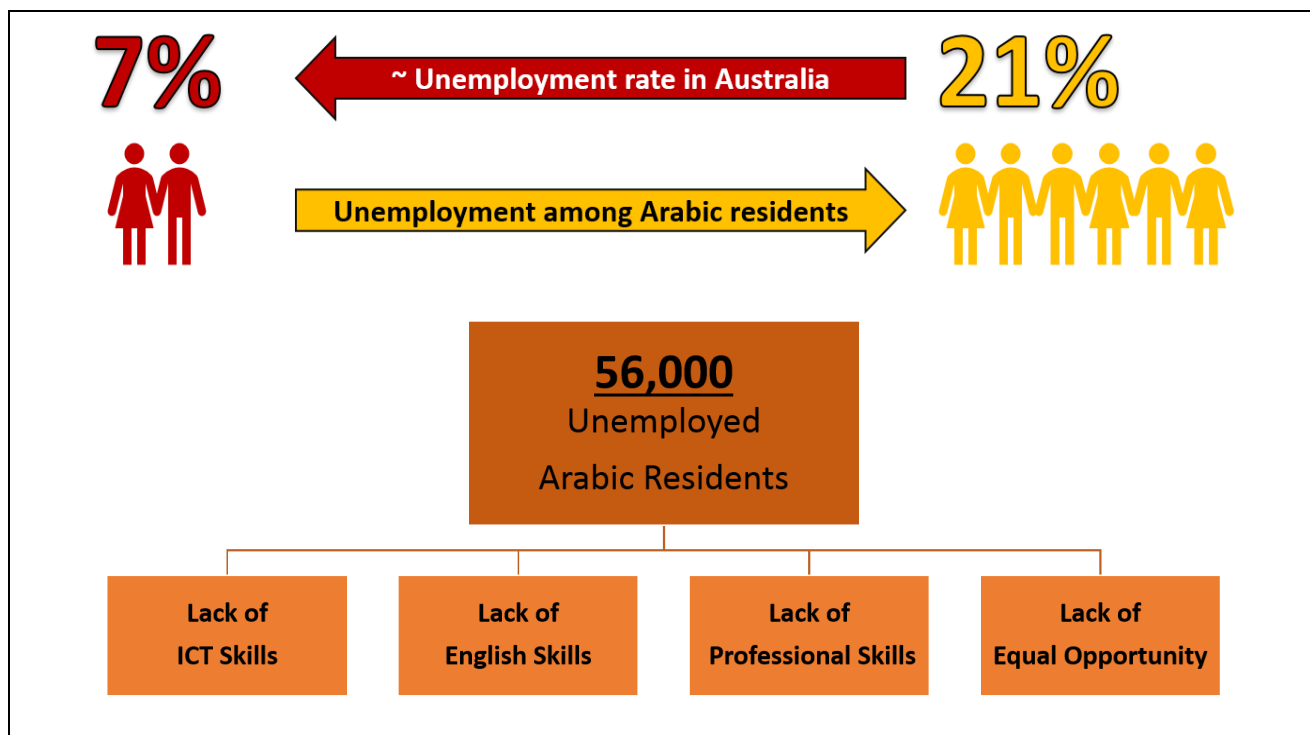 7%
~ Unemployment rate in Australia
21%
Unemployment among Arabic residents
56,000
Unemployed
Arabic Residents
Lack of
ICT Skills
Lack of
English Skills
Lack of
Professional Skills
Lack of
Equal Opportunity